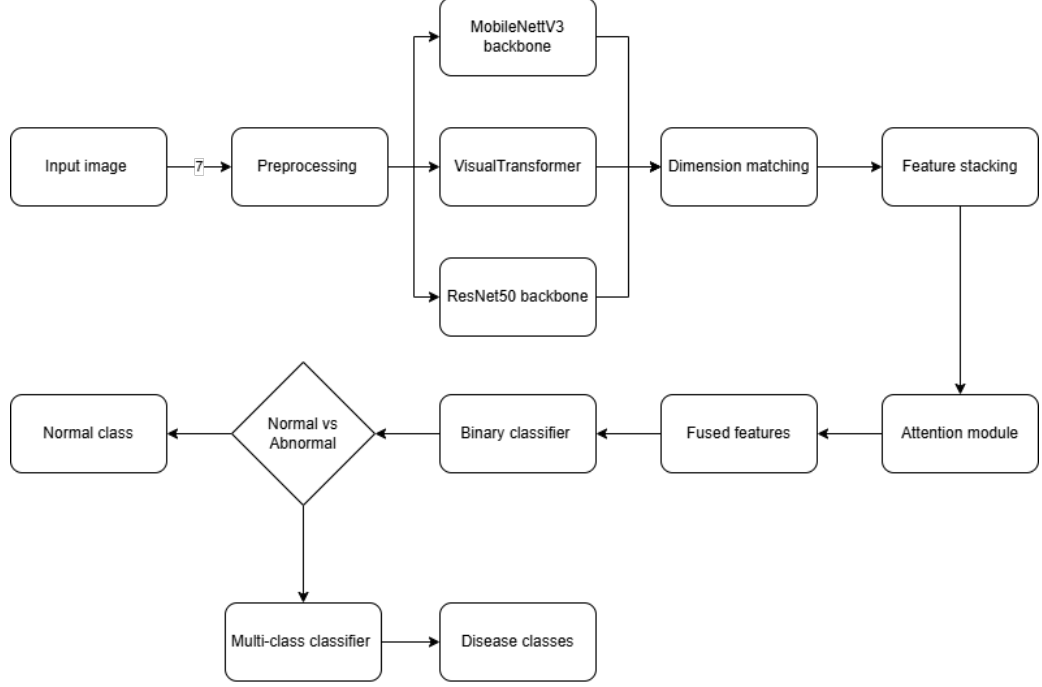 MobileNettV3
backbone
Input image
7
Preprocessing
VisualTransformer
Dimension matching
Feature stacking
ResNet50 backbone
Normal class
Normal vs
Abnormal
Binary classifier
Fused features
Attention module
Multi-class classifier
Disease classes